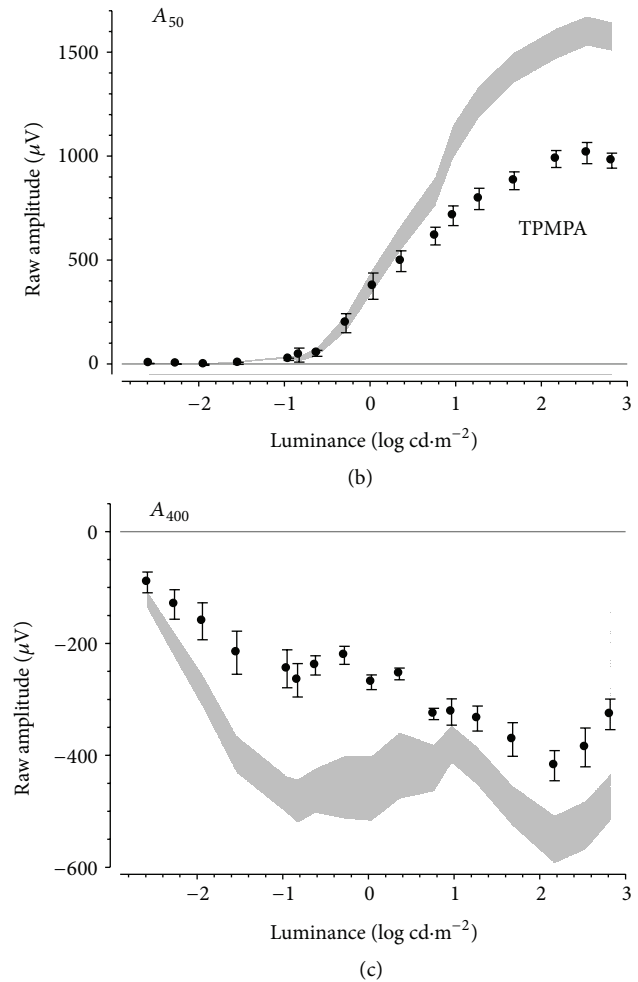 A₅₀
1500
1000
500
0
Raw amplitude (μV)
TPMPA
−2 −1 0 1 2 3
Luminance (log cd·m⁻²)
(b)
A₄₀₀
0
−200
−400
−600
Raw amplitude (μV)
−2 −1 0 1 2 3
Luminance (log cd·m⁻²)
(c)